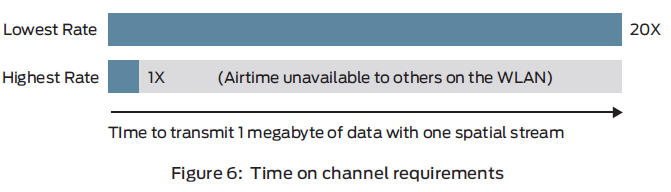 Lowest Rate 20X
Highest Rate 1X (Airtime unavailable to others on the WLAN)
TIme to transmit 1 megabyte of data with one spatial stream
Figure 6: Time on channel requirements